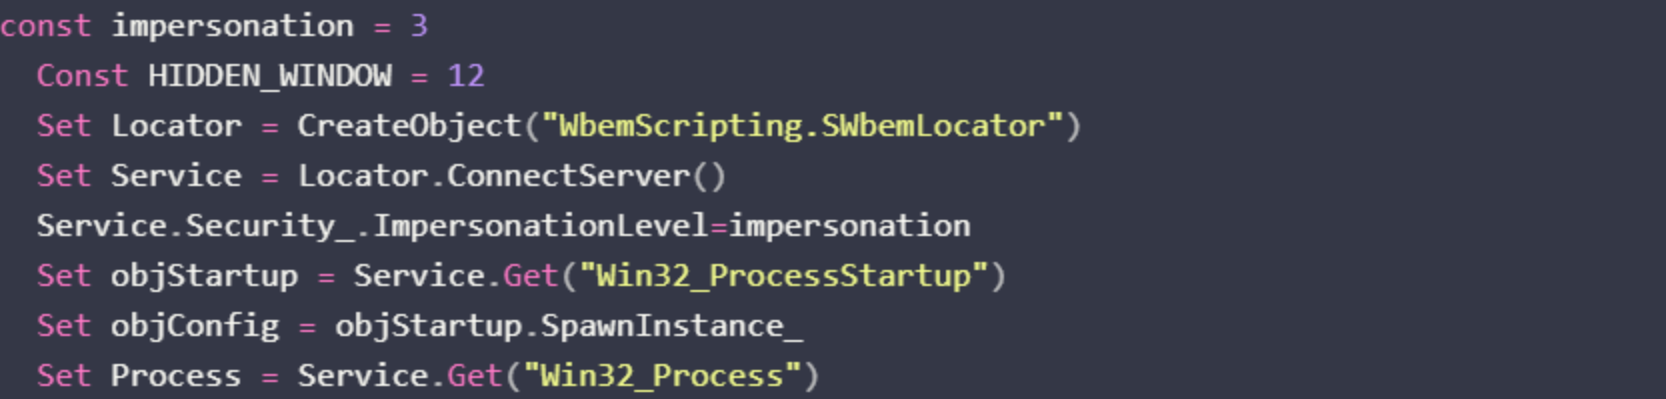 const impersonation = 3
Const HIDDEN_WINDOW = 12
Set Locator = CreateObject("WbemScripting.SWbemLocator")
Set Service = Locator.ConnectServer()
Service.Security_.ImpersonationLevel=impersonation
Set objStartup = Service.Get("Win32_ProcessStartup")
Set objConfig = objStartup.SpawnInstance_
Set Process = Service.Get("Win32_Process")